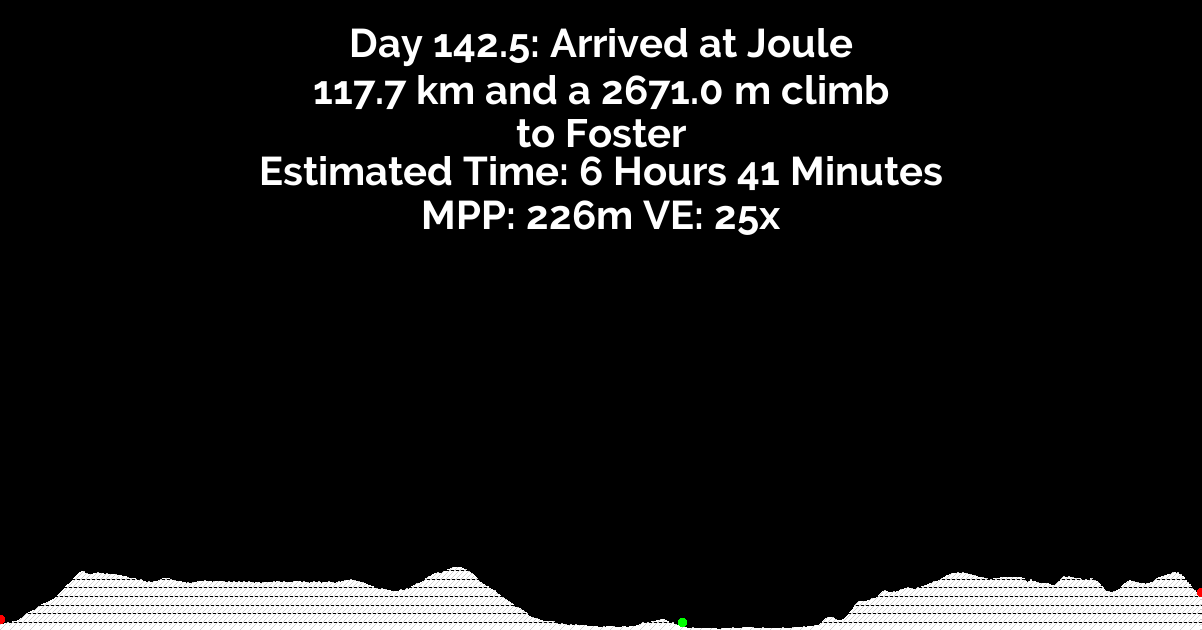 Day 142.5: Arrived at Joule
117.7 km and a 2671.0 m climb
to Foster
Estimated Time: 6 Hours 41 Minutes
MPP: 226m VE: 25x